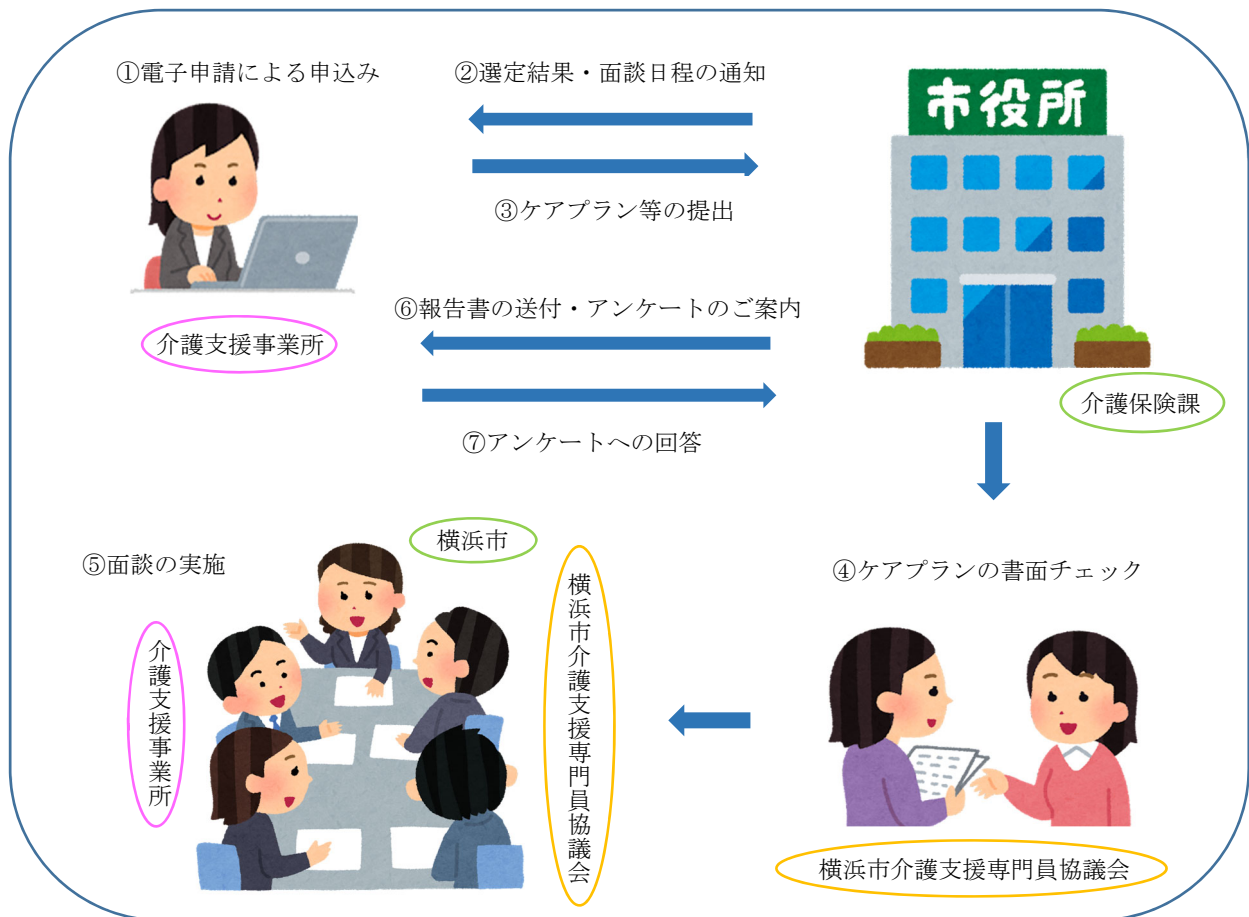 ①電子申請による申込み
②選定結果・面談日程の通知
市役所
③ケアプラン等の提出
⑥報告書の送付・アンケートのご案内
介護支援事業所
介護保険課
⑦アンケートへの回答
横浜市
⑤面談の実施
④ケアプランの書面チェック
介護支援事業所
横浜市介護支援専門員協議会
横浜市介護支援専門員協議会